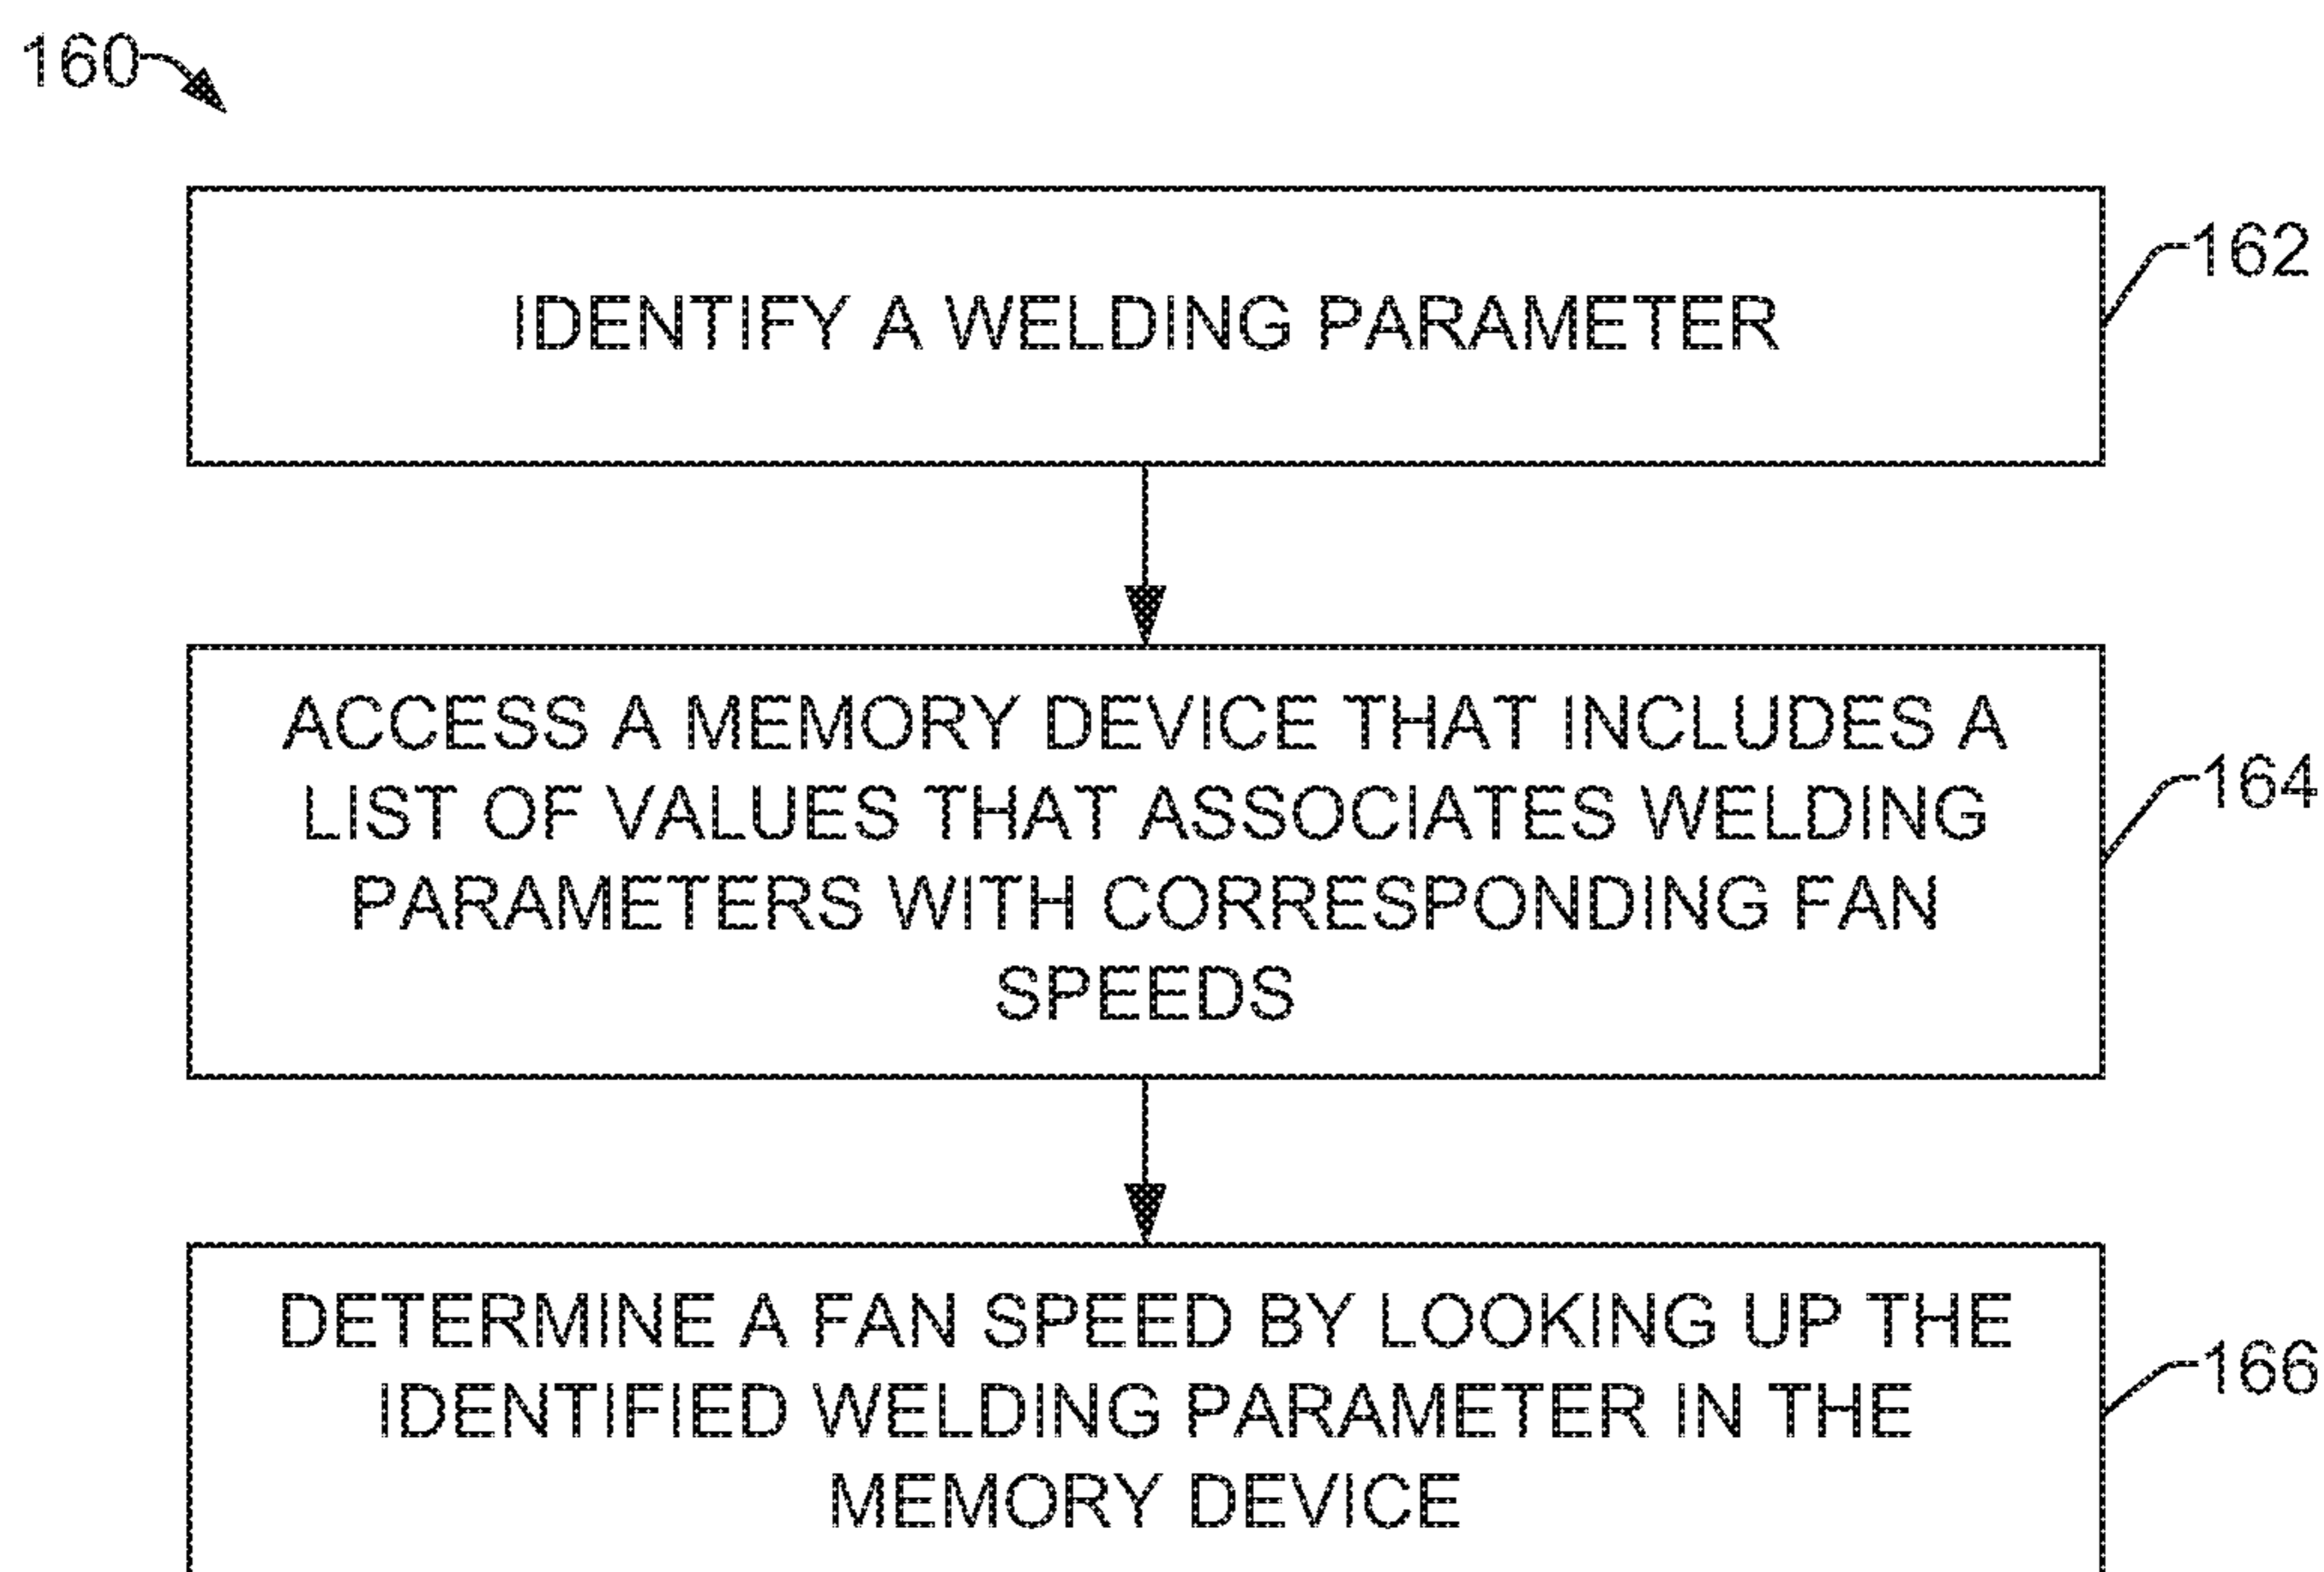 160
IDENTIFY A WELDING PARAMETER
162
ACCESS A MEMORY DEVICE THAT INCLUDES A
LIST OF VALUES THAT ASSOCIATES WELDING
PARAMETERS WITH CORRESPONDING FAN
SPEEDS
164
DETERMINE A FAN SPEED BY LOOKING UP THE
IDENTIFIED WELDING PARAMETER IN THE
MEMORY DEVICE
166